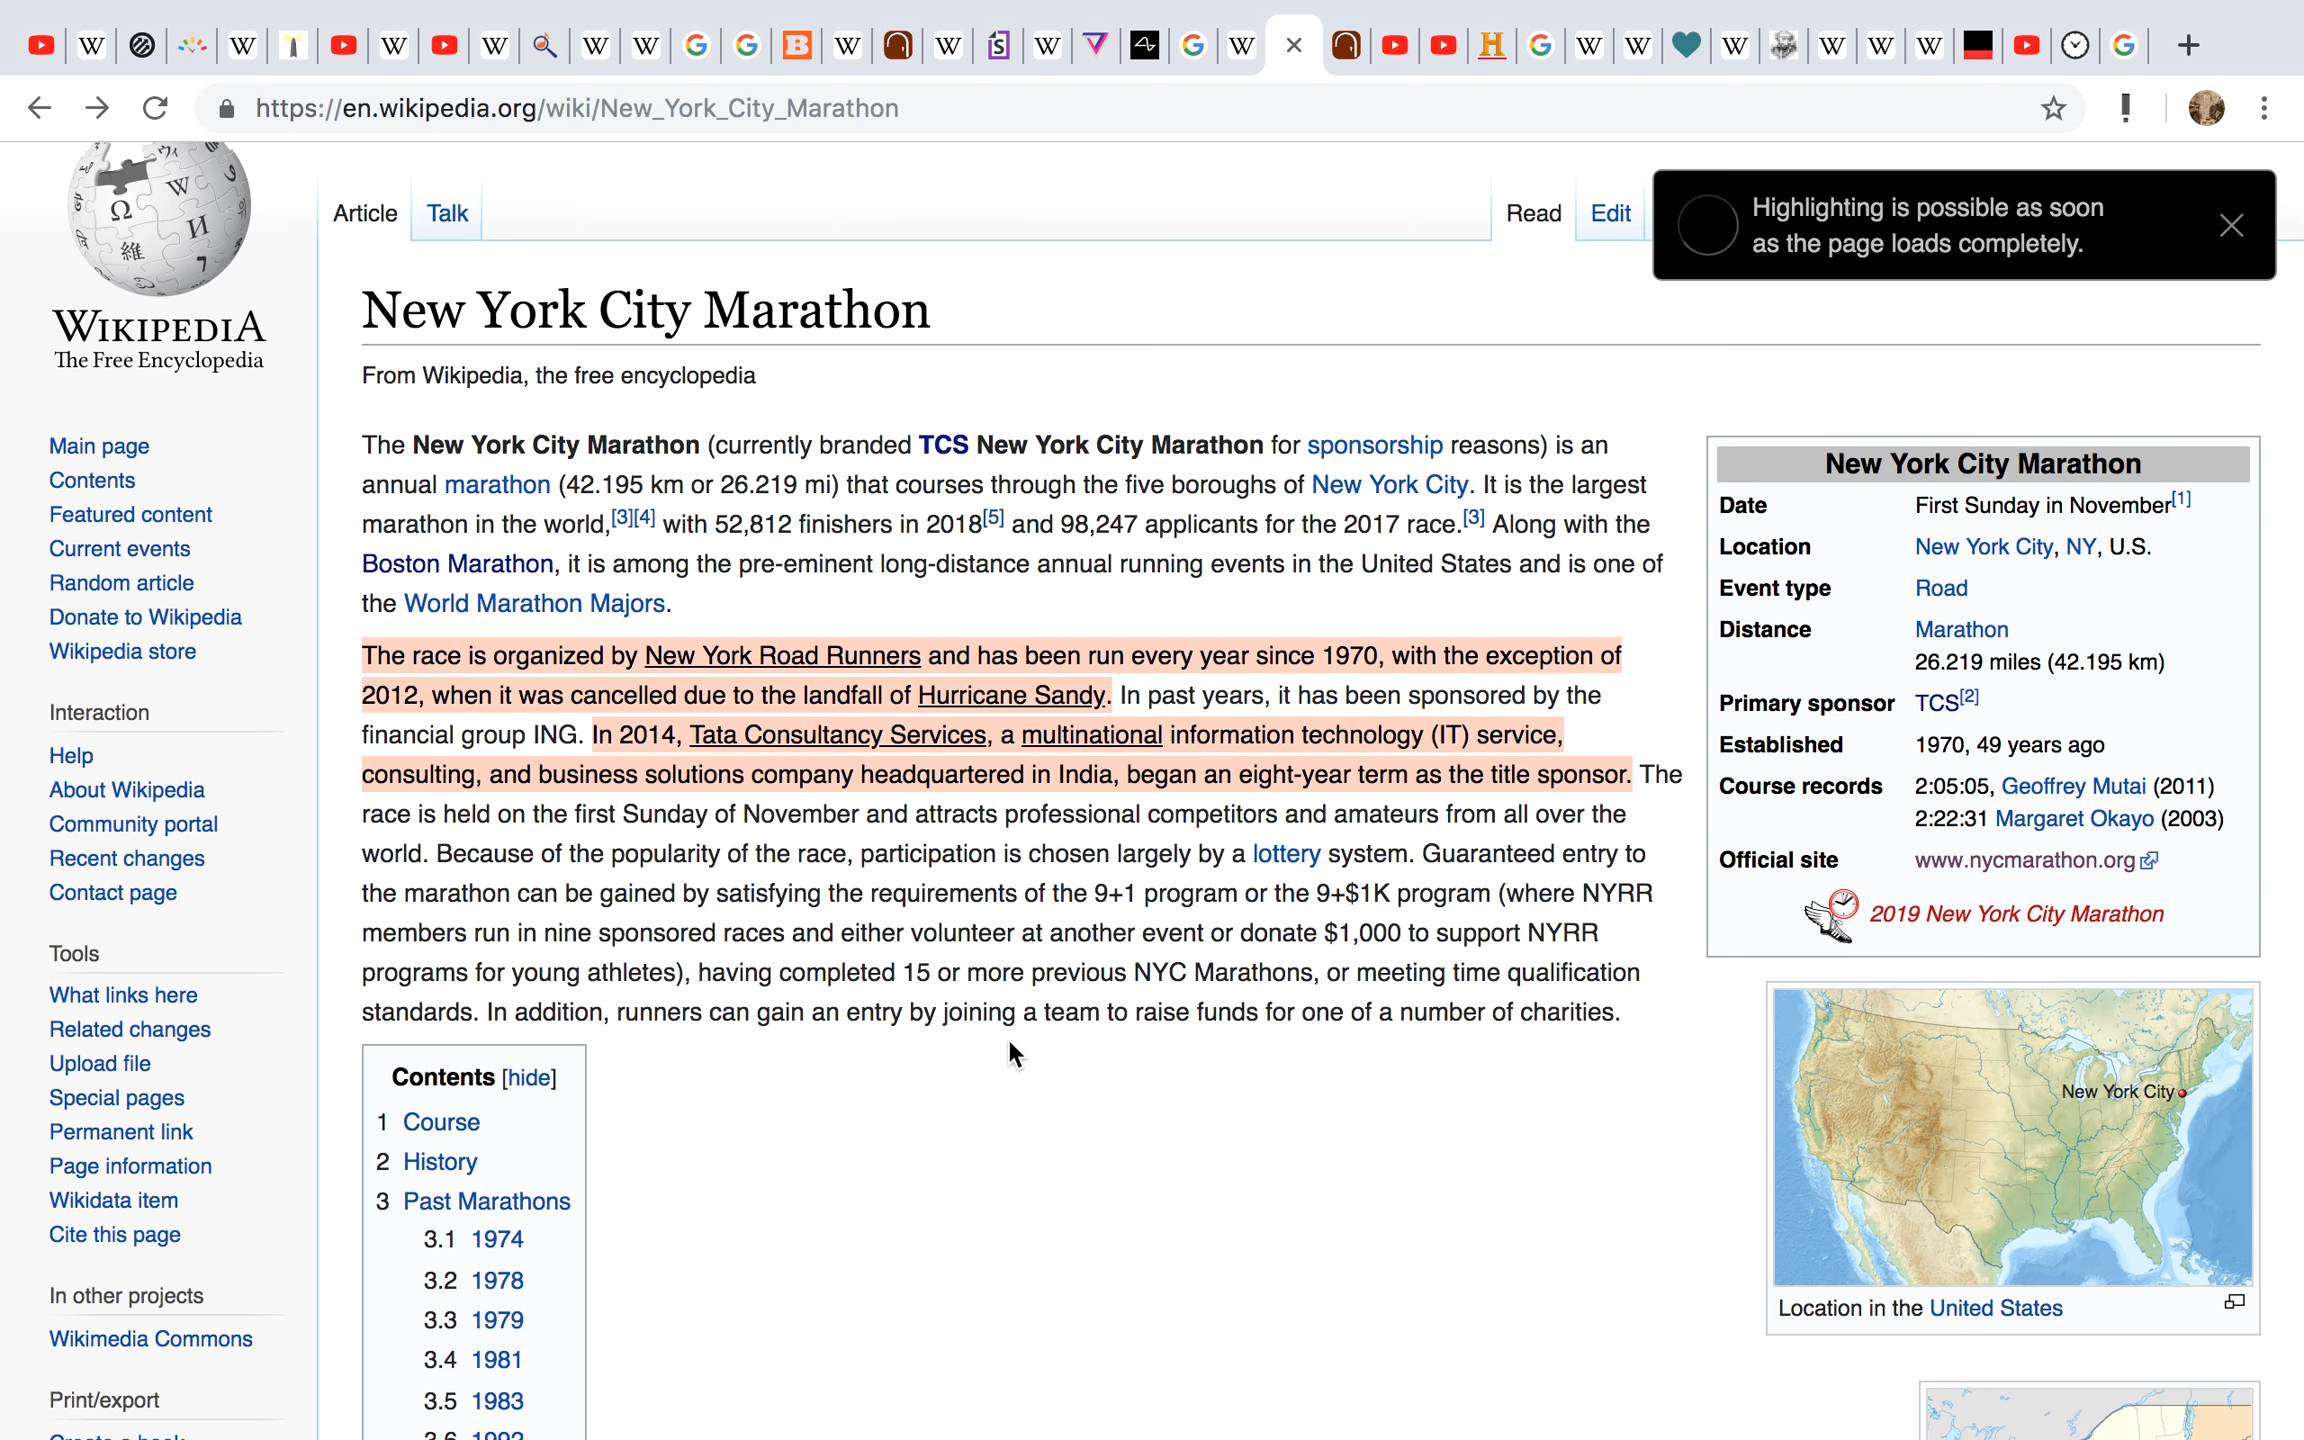 https://en.wikipedia.org/wiki/New_York_City_Marathon
WIKIPEDIA
The Free Encyclopedia
Main page
Contents
Featured content
Current events
Random article
Donate to Wikipedia
Wikipedia store
Interaction
Help
About Wikipedia
Community portal
Recent changes
Contact page
Tools
What links here
Related changes
Upload file
Special pages
Permanent link
Page information
Wikidata item
Cite this page
In other projects
Wikimedia Commons
Print/export
Article
Talk
Read
Edit
Highlighting is possible as soon
as the page loads completely.
New York City Marathon
From Wikipedia, the free encyclopedia
The New York City Marathon (currently branded TCS New York City Marathon for sponsorship reasons) is an
annual marathon (42.195 km or 26.219 mi) that courses through the five boroughs of New York City. It is the largest
marathon in the world,[3][4] with 52,812 finishers in 2018[5] and 98,247 applicants for the 2017 race.[3] Along with the
Boston Marathon, it is among the pre-eminent long-distance annual running events in the United States and is one of
the World Marathon Majors.
The race is organized by New York Road Runners and has been run every year since 1970, with the exception of
2012, when it was cancelled due to the landfall of Hurricane Sandy. In past years, it has been sponsored by the
financial group ING. In 2014, Tata Consultancy Services, a multinational information technology (IT) service,
consulting, and business solutions company headquartered in India, began an eight-year term as the title sponsor. The
race is held on the first Sunday of November and attracts professional competitors and amateurs from all over the
world. Because of the popularity of the race, participation is chosen largely by a lottery system. Guaranteed entry to
the marathon can be gained by satisfying the requirements of the 9+1 program or the 9+$1K program (where NYRR
members run in nine sponsored races and either volunteer at another event or donate $1,000 to support NYRR
programs for young athletes), having completed 15 or more previous NYC Marathons, or meeting time qualification
standards. In addition, runners can gain an entry by joining a team to raise funds for one of a number of charities.
Contents [hide]
1 Course
2 History
3 Past Marathons
3.1 1974
3.2 1978
3.3 1979
3.4 1981
3.5 1983
New York City Marathon
Date First Sunday in November[1]
Location New York City, NY, U.S.
Event type Road
Distance Marathon
26.219 miles (42.195 km)
Primary sponsor TCS[2]
Established 1970, 49 years ago
Course records 2:05:05, Geoffrey Mutai (2011)
2:22:31 Margaret Okayo (2003)
Official site www.nycmarathon.org
2019 New York City Marathon
New York City
Location in the United States